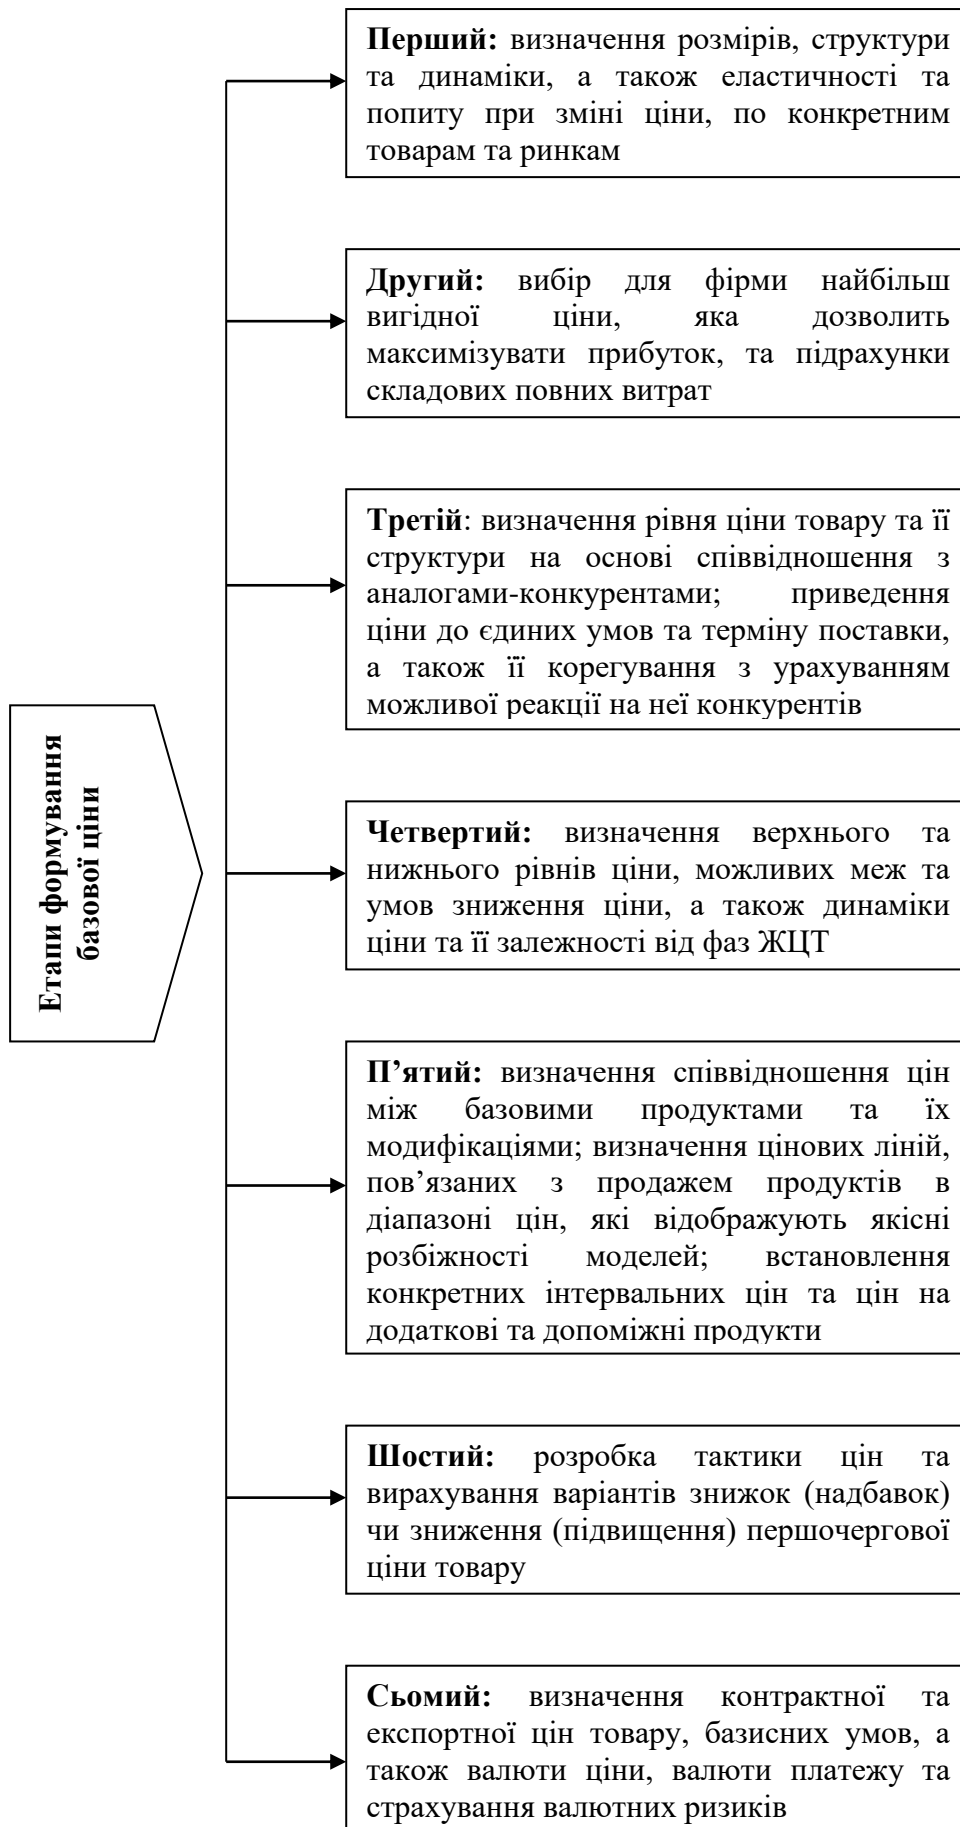 Перший: визначення розмірів, структури
та динаміки, а також еластичності та
попиту при зміні ціни, по конкретним
товарам та ринкам
Другий: вибір для фірми найбільш
вигідної ціни, яка дозволить
максимізувати прибуток, та підрахунки
складових повних витрат
Третій: визначення рівня ціни товару та її
структури на основі співвідношення з
аналогами-конкурентами; приведення
ціни до єдиних умов та терміну поставки,
а також її корегування з урахуванням
можливої реакції на неї конкурентів
Етапи формування
базової ціни
Четвертий: визначення верхнього та
нижнього рівнів ціни, можливих меж та
умов зниження ціни, а також динаміки
ціни та її залежності від фаз ЖЦТ
П’ятий: визначення співвідношення цін
між базовими продуктами та їх
модифікаціями; визначення цінових ліній,
пов’язаних з продажем продуктів в
діапазоні цін, які відображують якісні
розбіжності моделей; встановлення
конкретних інтервальних цін та цін на
додаткові та допоміжні продукти
Шостий: розробка тактики цін та
вирахування варіантів знижок (надбавок)
чи зниження (підвищення) першочергової
ціни товару
Сьомий: визначення контрактної та
експортної цін товару, базисних умов, а
також валюти ціни, валюти платежу та
страхування валютних ризиків